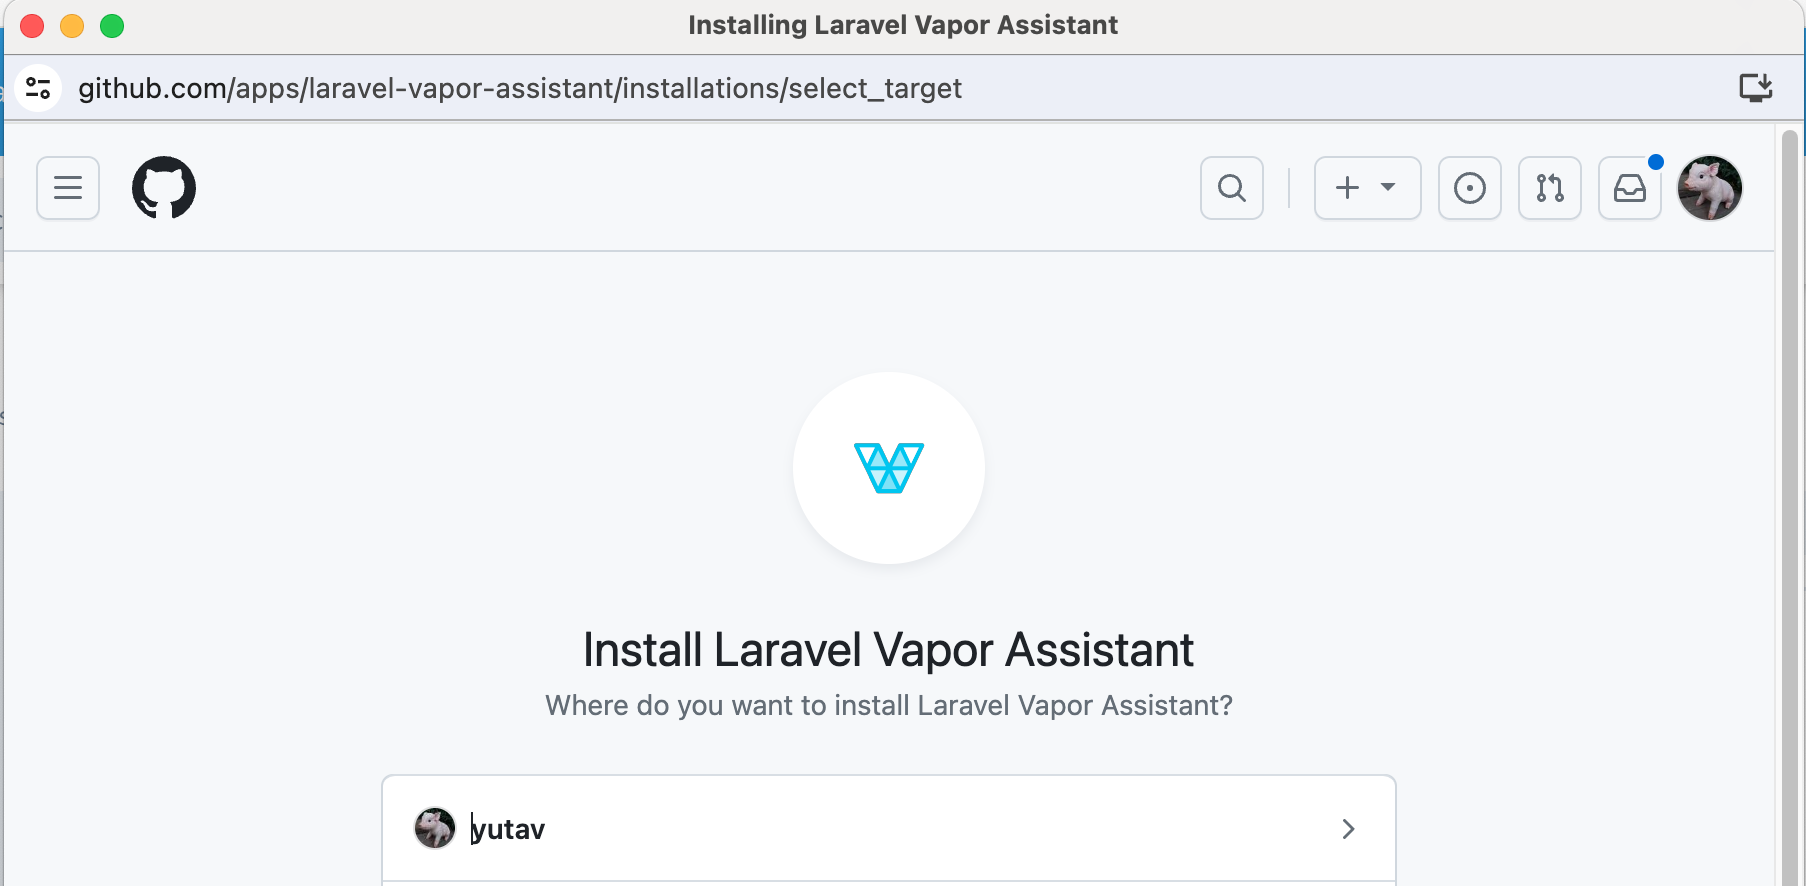 Installing Laravel Vapor Assistant
github.com/apps/laravel-vapor-assistant/installations/select_target
Install Laravel Vapor Assistant
Where do you want to install Laravel Vapor Assistant?
yutav